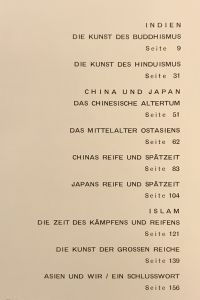 INDIEN
DIE KUNST DES BUDDHISMUS
Seite 9
DIE KUNST DES HINDUISMUS
Seite 31
CHINA UND JAPAN
DAS CHINESISCHE ALTERTUM
Seite 51
DAS MITTELALTER OSTASIENS
Seite 62
CHINAS REIFE UND SPÄTZEIT
Seite 83
JAPANS REIFE UND SPÄTZEIT
Seite 104
ISLAM
DIE ZEIT DES KÄMPFENS UND REIFENS
Seite 121
DIE KUNST DER GROSSEN REICHE
Seite 139
ASIEN UND WIR / EIN SCHLUSSWORT
Seite 156